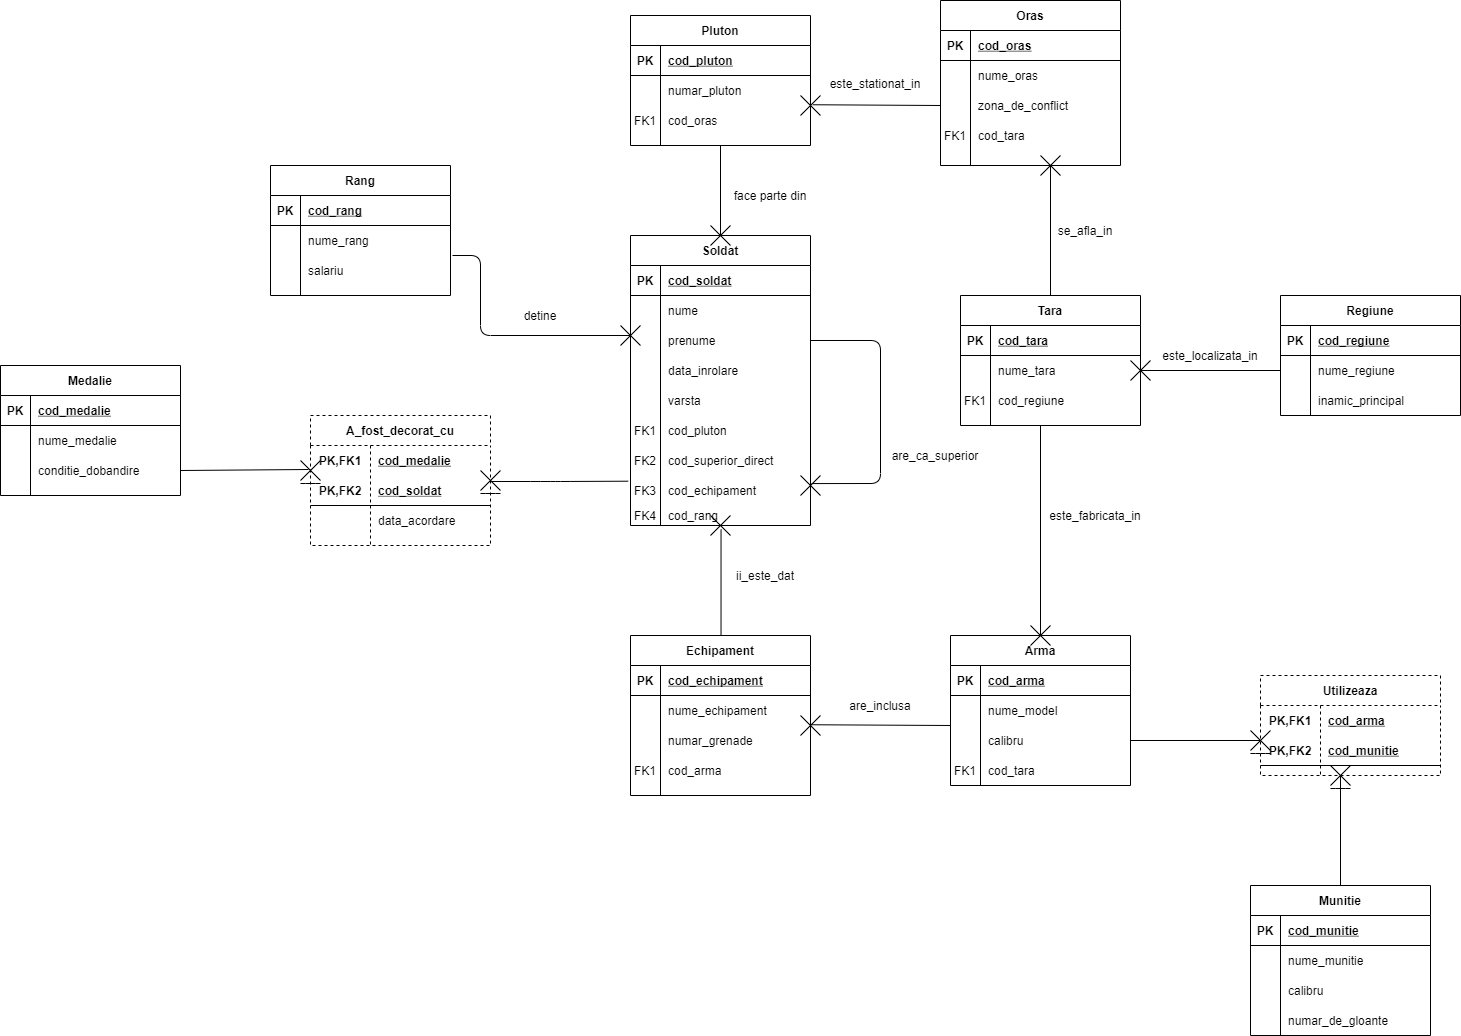 Oras
PK cod_oras
nume_oras
zona_de_conflict
FK1 cod_tara
Pluton
PK cod_pluton
numar_pluton
FK1 cod_oras
este_stationat_in
face parte din
se_afla_in
Rang
PK cod_rang
nume_rang
salariu
detine
Soldat
PK cod_soldat
nume
prenume
data_inrolare
varsta
FK1 cod_pluton
FK2 cod_superior_direct
FK3 cod_echipament
FK4 cod_rang
are_ca_superior
Tara
PK cod_tara
nume_tara
FK1 cod_regiune
este_localizata_in
Regiune
PK cod_regiune
nume_regiune
inamic_principal
Medalie
PK cod_medalie
nume_medalie
conditie_dobandire
A_fost_decorat_cu
PK,FK1 cod_medalie
PK,FK2 cod_soldat
data_acordare
este_fabricata_in
ii_este_dat
Echipament
PK cod_echipament
nume_echipament
numar_grenade
FK1 cod_arma
are_inclusa
Arma
PK cod_arma
nume_model
calibru
FK1 cod_tara
Utilizeaza
PK,FK1 cod_arma
PK,FK2 cod_munitie
Munitie
PK cod_munitie
nume_munitie
calibru
numar_de_gloante